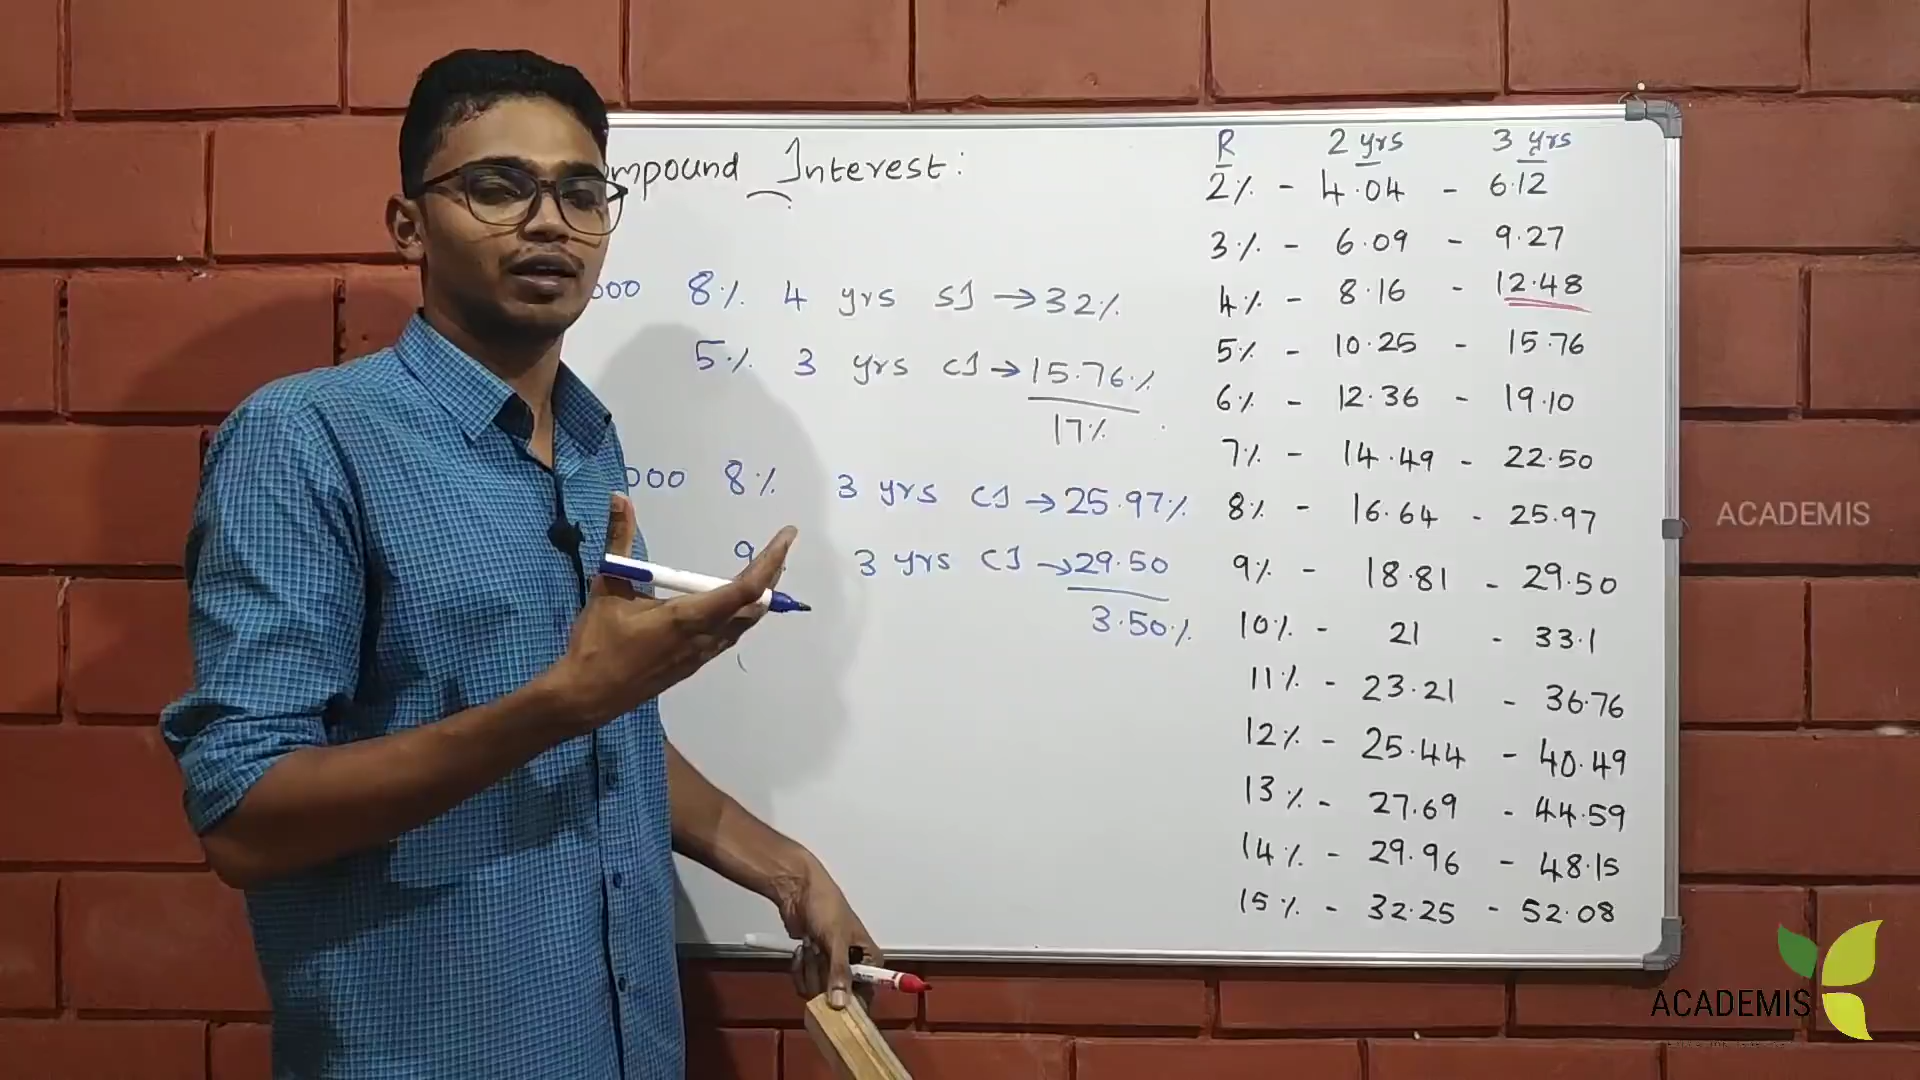 ompound Interest:
000 8% 4 yrs SI → 32%
5% 3 yrs CI → 15.76%
17%
000 8% 3 yrs CI → 25.97%
9% 3 yrs CI → 29.50
3.50%
R 2 yrs 3 yrs
2% - 4.04 - 6.12
3% - 6.09 - 9.27
4% - 8.16 - 12.48
5% - 10.25 - 15.76
6% - 12.36 - 19.10
7% - 14.49 - 22.50
8% - 16.64 - 25.97
9% - 18.81 - 29.50
10% - 21 - 33.1
11% - 23.21 - 36.76
12% - 25.44 - 40.49
13% - 27.69 - 44.59
14% - 29.96 - 48.15
15% - 32.25 - 52.08
ACADEMIS
ACADEMIS